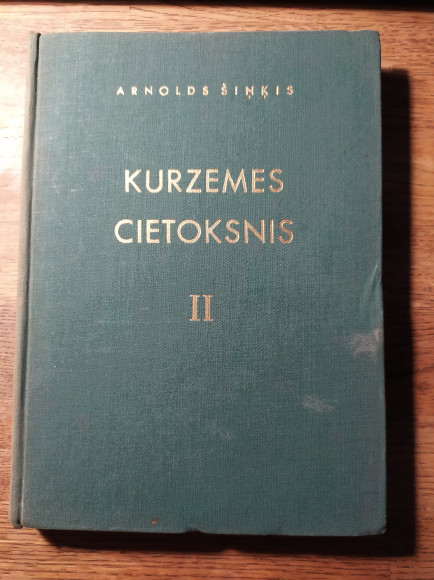 ARNOLDS ŠIŅĶIS
KURZEMES
CIETOKSNIS
II